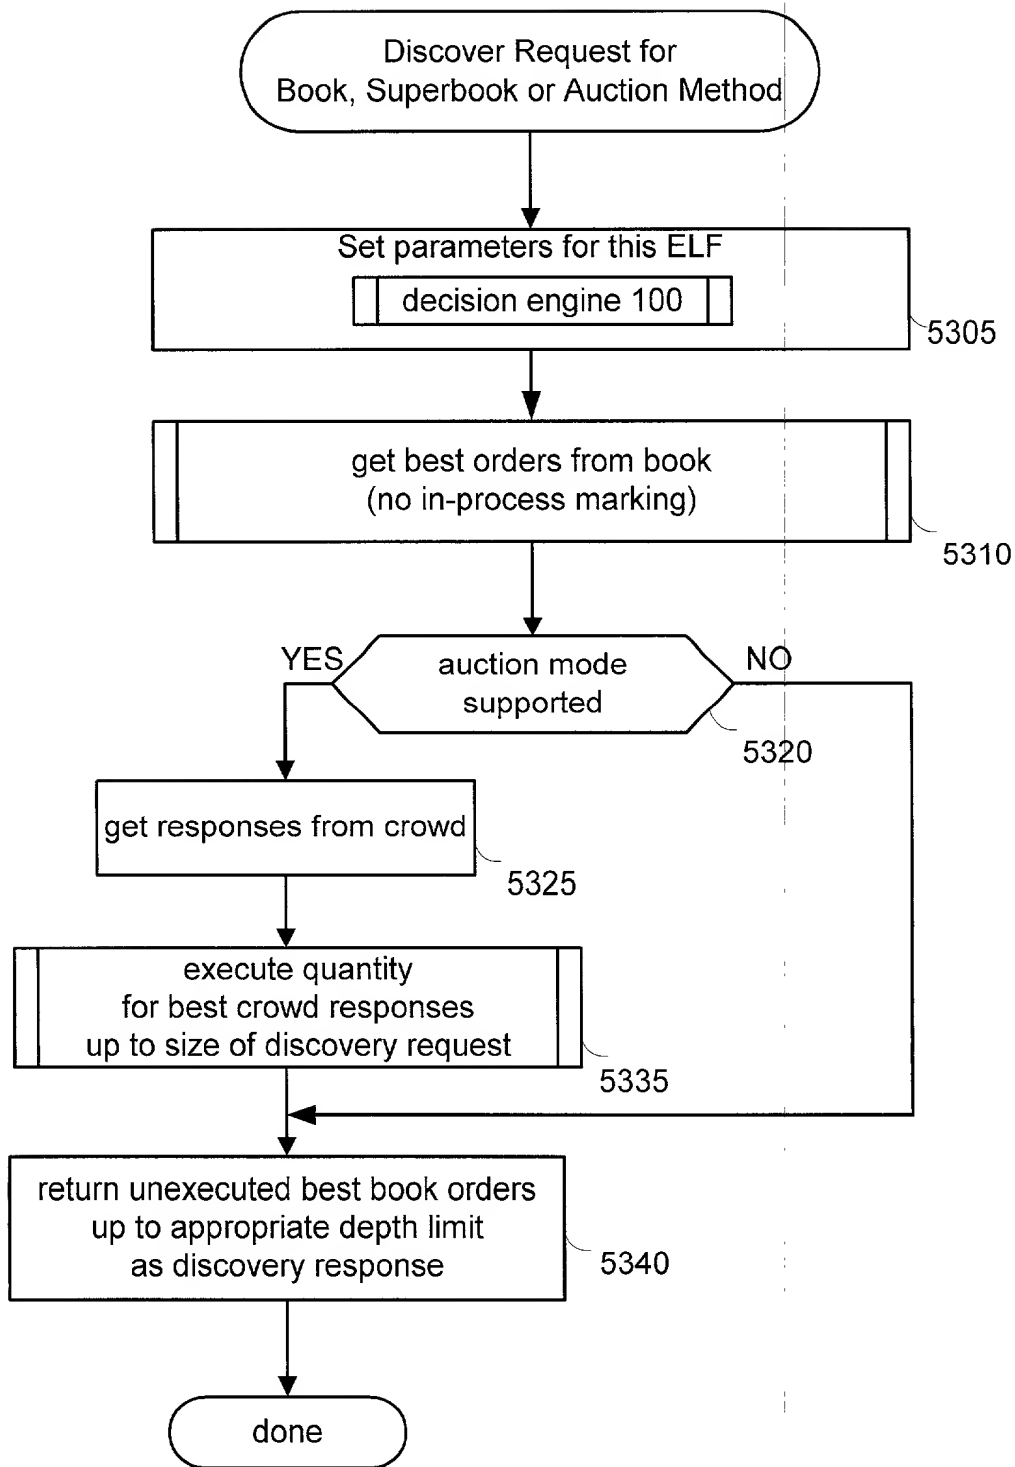 Discover Request for
Book, Superbook or Auction Method
Set parameters for this ELF
decision engine 100
5305
get best orders from book
(no in-process marking)
5310
YES
auction mode
supported
NO
5320
get responses from crowd
5325
execute quantity
for best crowd responses
up to size of discovery request
5335
return unexecuted best book orders
up to appropriate depth limit
as discovery response
5340
done